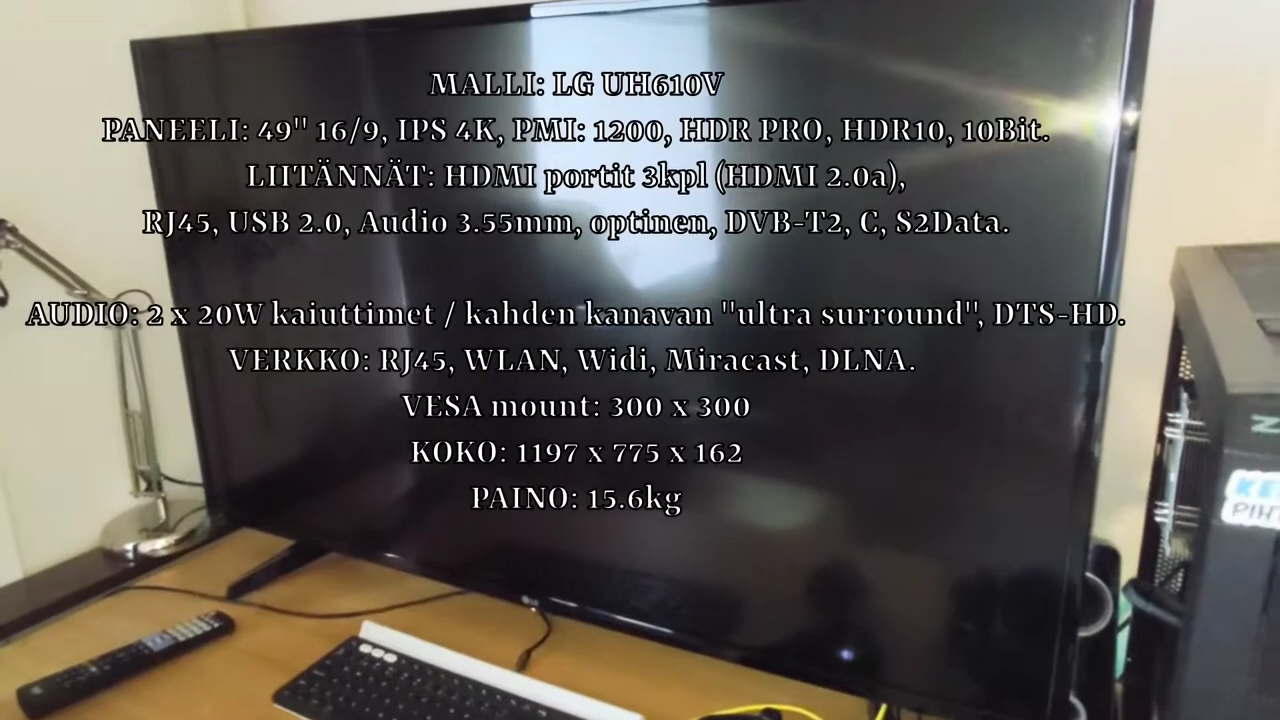 MALLI: LG UH610V
PANEELI: 49" 16/9, IPS 4K, PMI: 1200, HDR PRO, HDR10, 10Bit.
LIITÄNNÄT: HDMI portit 3kpl (HDMI 2.0a),
RJ45, USB 2.0, Audio 3.55mm, optinen, DVB-T2, C, S2Data.
AUDIO: 2 x 20W kaiuttimet / kahden kanavan "ultra surround", DTS-HD.
VERKKO: RJ45, WLAN, Widi, Miracast, DLNA.
VESA mount: 300 x 300
KOKO: 1197 x 775 x 162
PAINO: 15.6kg
LG